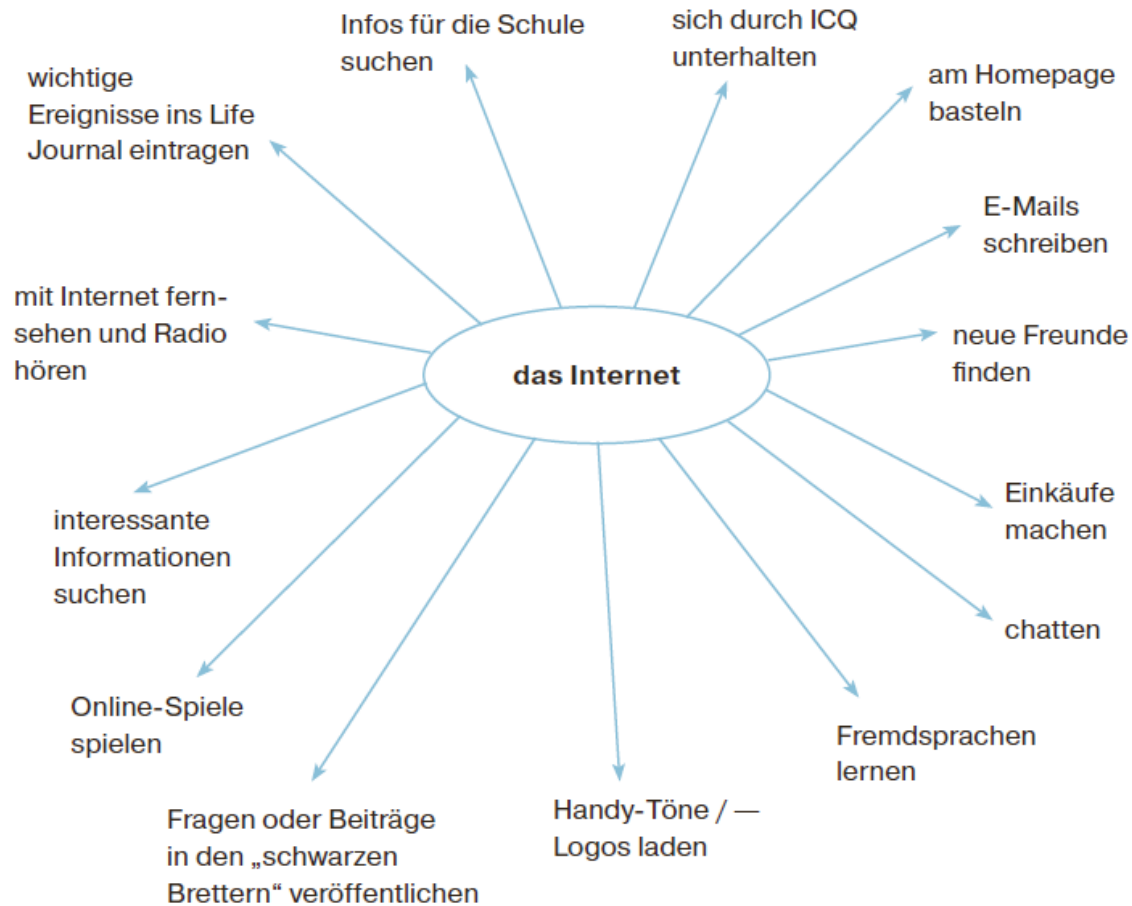 Infos für die Schule
suchen
sich durch ICQ
unterhalten
wichtige
Ereignisse ins Life
Journal eintragen
am Homepage
basteln
E-Mails
schreiben
mit Internet fern-
sehen und Radio
hören
neue Freunde
finden
das Internet
interessante
Informationen
suchen
Einkäufe
machen
chatten
Online-Spiele
spielen
Fremdsprachen
lernen
Fragen oder Beiträge
in den „schwarzen
Brettern“ veröffentlichen
Handy-Töne / —
Logos laden